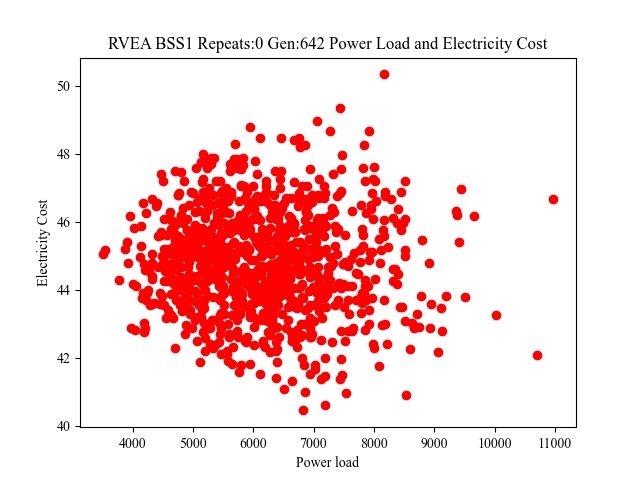 RVEA BSS1 Repeats:0 Gen:642 Power Load and Electricity Cost
50
48
46
44
42
40
Electricity Cost
4000 5000 6000 7000 8000 9000 10000 11000
Power load